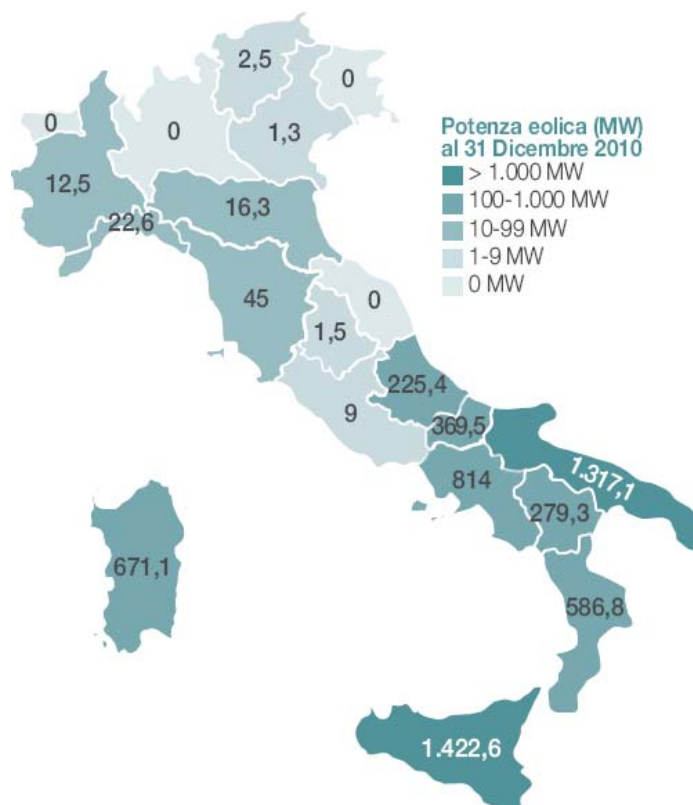 2,5
0
0
0
1,3
Potenza eolica (MW)
al 31 Dicembre 2010
> 1.000 MW
100-1.000 MW
10-99 MW
1-9 MW
0 MW
12,5
16,3
22,6
45
0
1,5
225,4
9
369,5
1.317,1
814
279,3
671,1
586,8
1.422,6